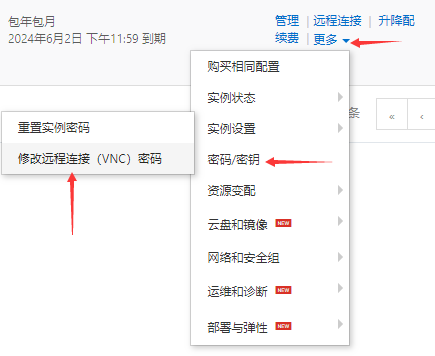 包年包月
2024年6月2日 下午11:59 到期
管理 | 远程连接 | 升降配
续费 | 更多
购买相同配置
实例状态
实例设置
密码/密钥
重置实例密码
修改远程连接（VNC）密码
资源变配
云盘和镜像 NEW
网络和安全组
运维和诊断 NEW
部署与弹性 NEW
条 « ‹